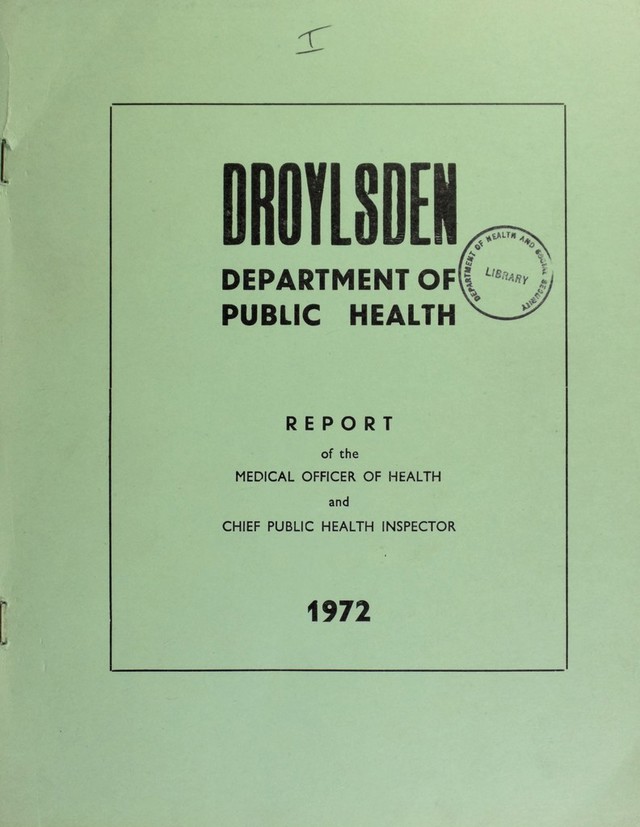 I
DROYLSDEN
DEPARTMENT OF
PUBLIC HEALTH
DEPARTMENT OF HEALTH AND SOCIAL SECURITY
LIBRARY
REPORT
of the
MEDICAL OFFICER OF HEALTH
and
CHIEF PUBLIC HEALTH INSPECTOR
1972